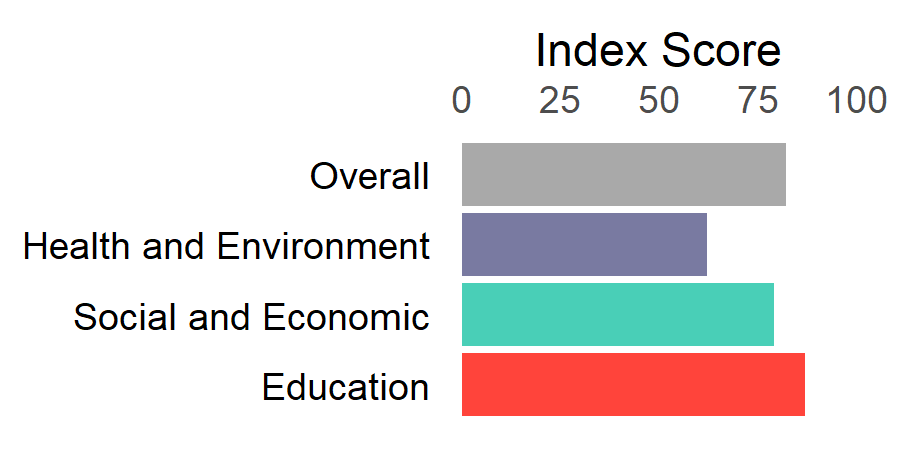 Index Score
0 25 50 75 100
Overall
Health and Environment
Social and Economic
Education